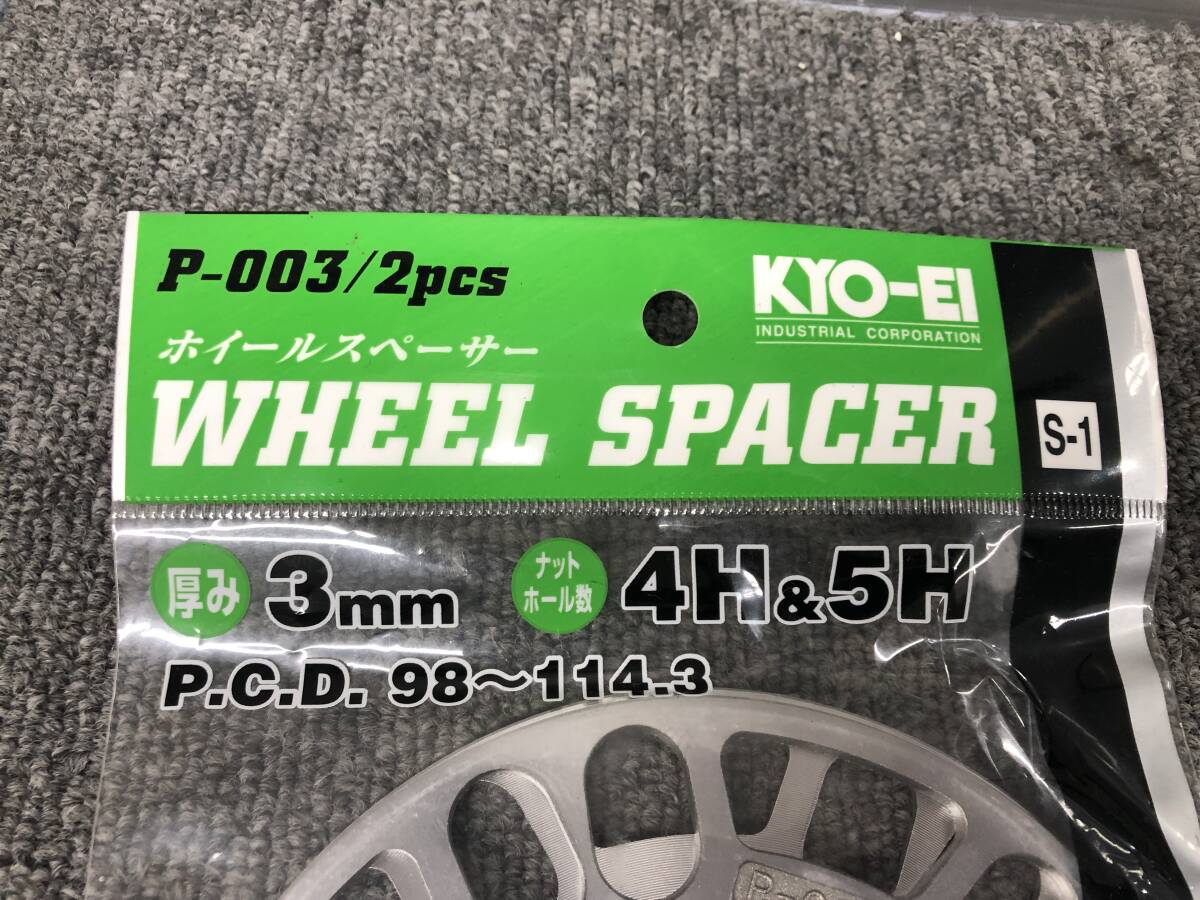 P-003/2pcs
KYO-EI
INDUSTRIAL CORPORATION
ホイールスペーサー
WHEEL SPACER
S-1
厚み 3mm
ナット
ホール数
4H&5H
P.C.D. 98〜114.3